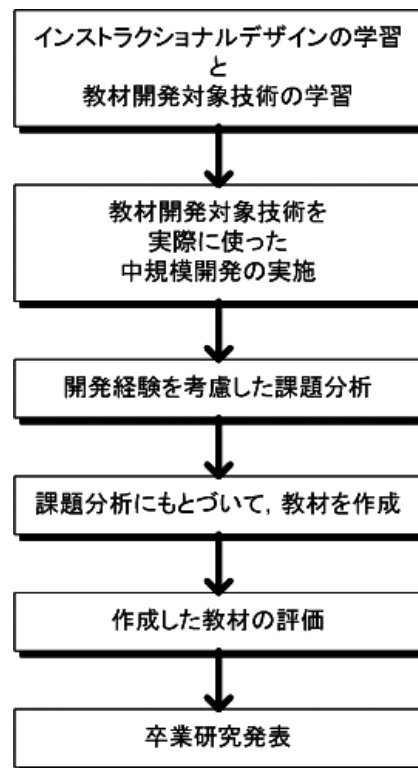 インストラクショナルデザインの学習
と
教材開発対象技術の学習
教材開発対象技術を
実際に使った
中規模開発の実施
開発経験を考慮した課題分析
課題分析にもとづいて, 教材を作成
作成した教材の評価
卒業研究発表